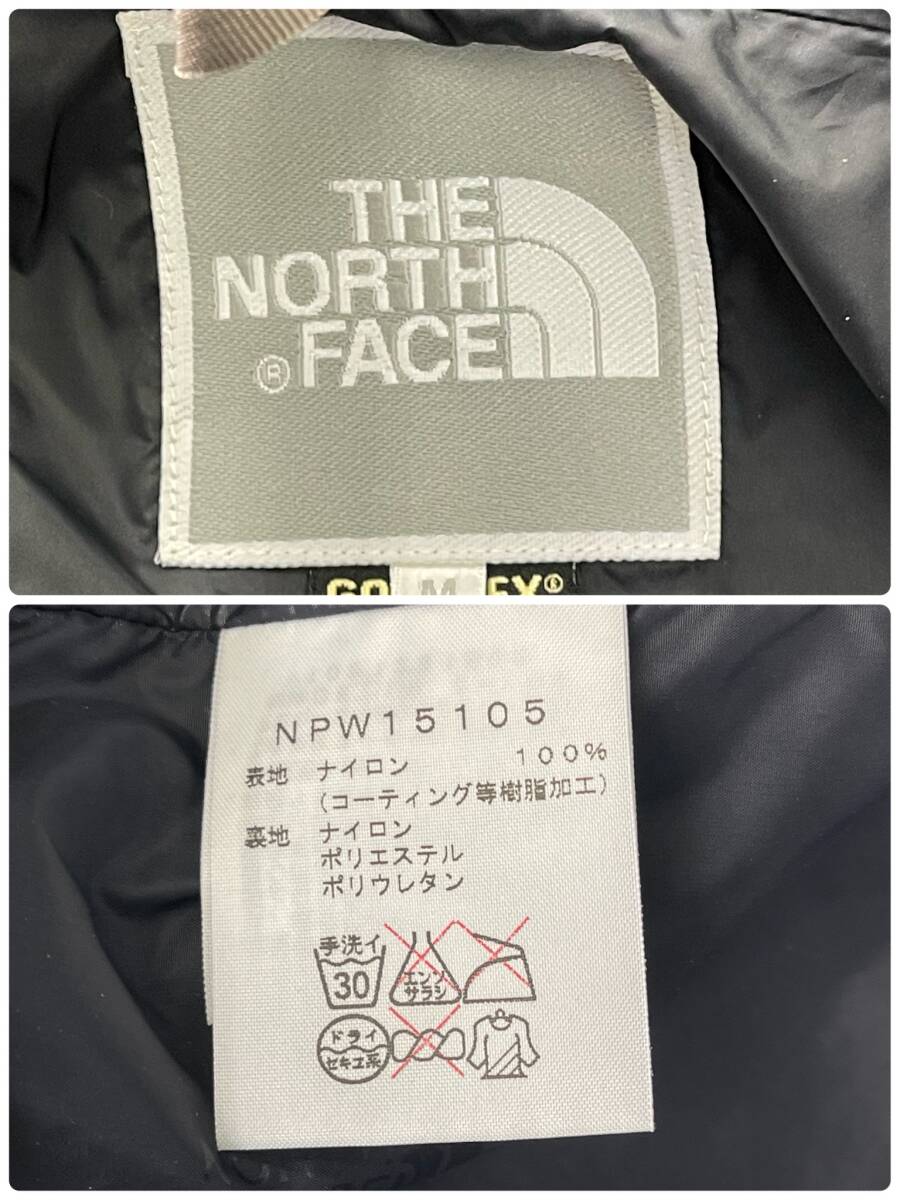 THE
NORTH
® FACE
GO M EX®
NPW15105
表地 ナイロン 100%
(コーティング等樹脂加工)
裏地 ナイロン
ポリエステル
ポリウレタン
手洗イ
30
エンソ
サラシ
ドライ
セキユ系